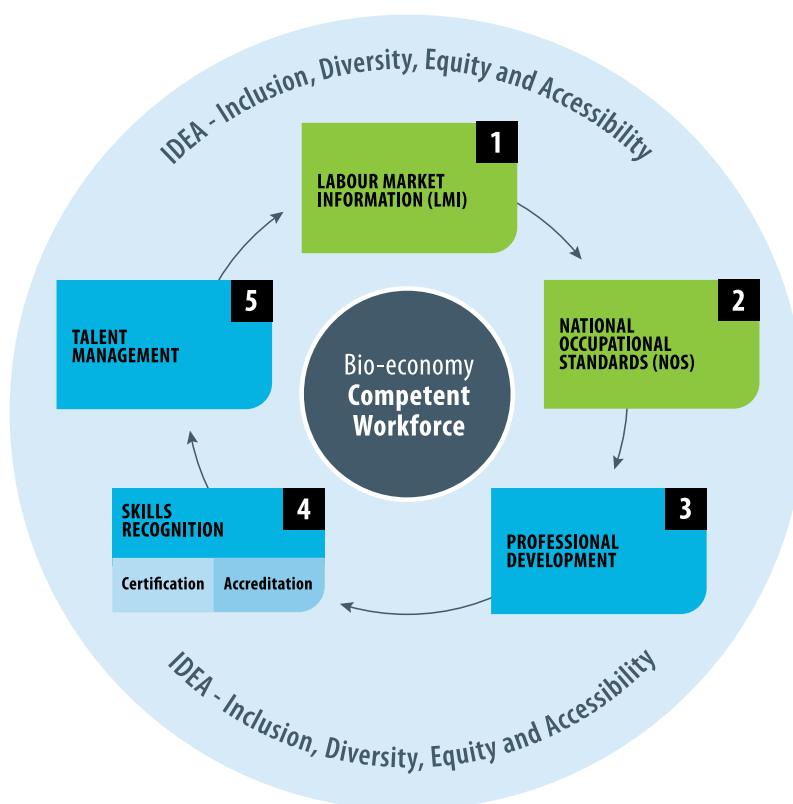 IDEA - Inclusion, Diversity, Equity and Accessibility
1
LABOUR MARKET
INFORMATION (LMI)
2
NATIONAL
OCCUPATIONAL
STANDARDS (NOS)
3
PROFESSIONAL
DEVELOPMENT
4
SKILLS
RECOGNITION
Certification
Accreditation
5
TALENT
MANAGEMENT
Bio-economy
Competent
Workforce
IDEA - Inclusion, Diversity, Equity and Accessibility